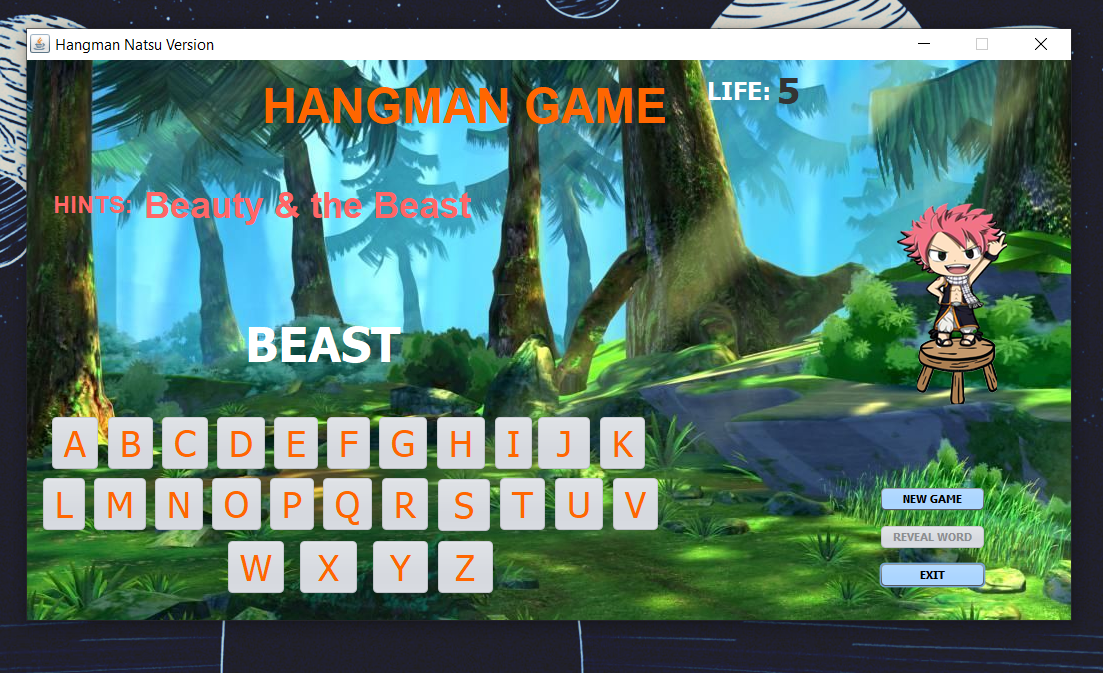 Hangman Natsu Version
HANGMAN GAME
LIFE: 5
HINTS: Beauty & the Beast
BEAST
A B C D E F G H I J K
L M N O P Q R S T U V
W X Y Z
NEW GAME
REVEAL WORD
EXIT